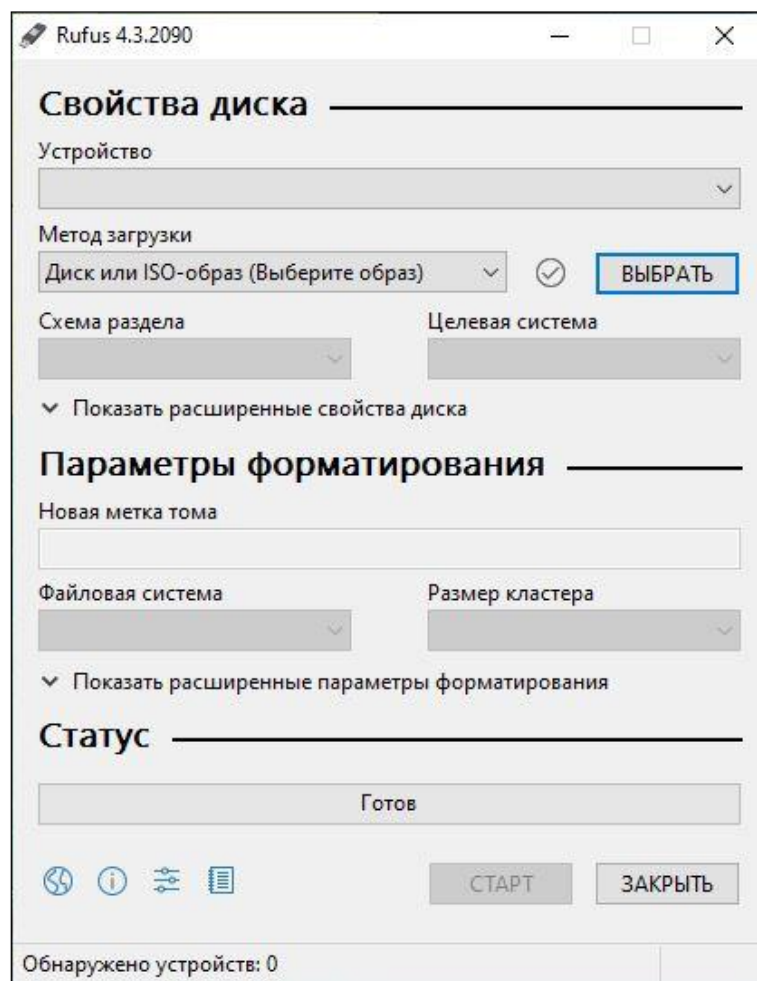 Rufus 4.3.2090
Свойства диска
Устройство
Метод загрузки
Диск или ISO-образ (Выберите образ)
ВЫБРАТЬ
Схема раздела
Целевая система
Показать расширенные свойства диска
Параметры форматирования
Новая метка тома
Файловая система
Размер кластера
Показать расширенные параметры форматирования
Статус
Готов
СТАРТ
ЗАКРЫТЬ
Обнаружено устройств: 0